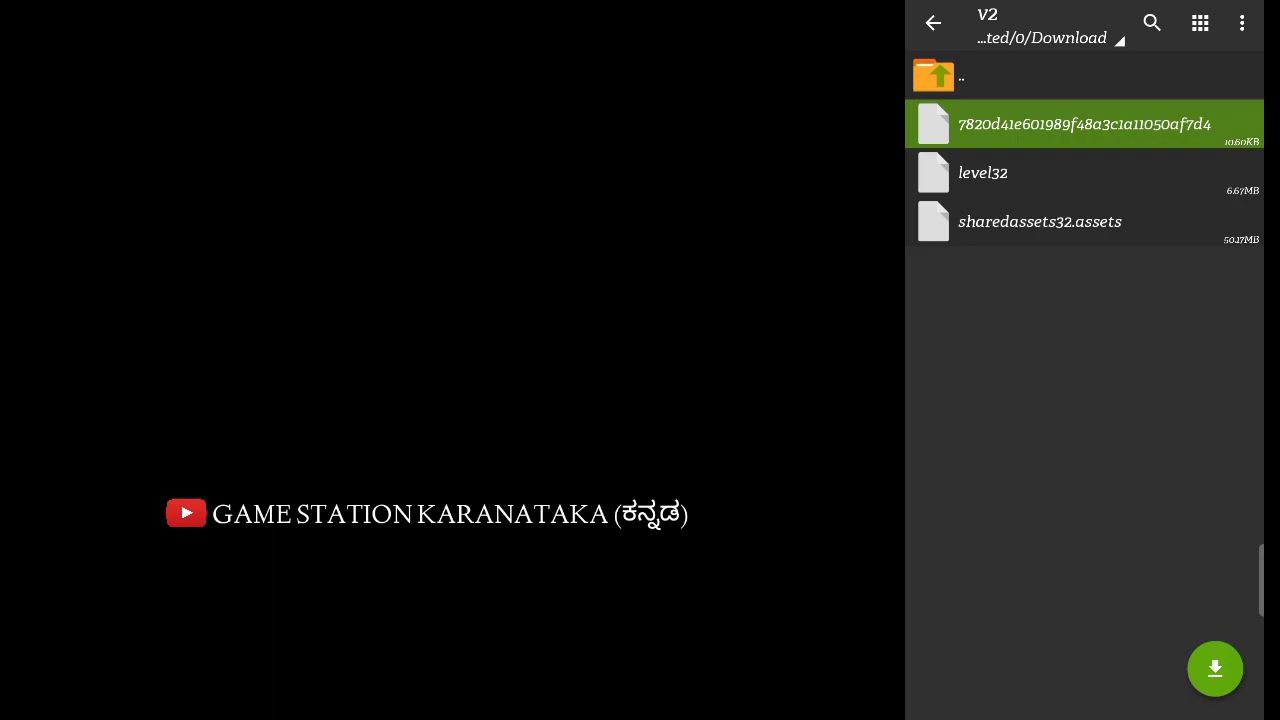 V2
...ted/0/Download
..
7820d41e601989f48a3c1a11050af7d4
10.60KB
level32
6.67MB
sharedassets32.assets
50.17MB
GAME STATION KARANATAKA (ಕನ್ನಡ)